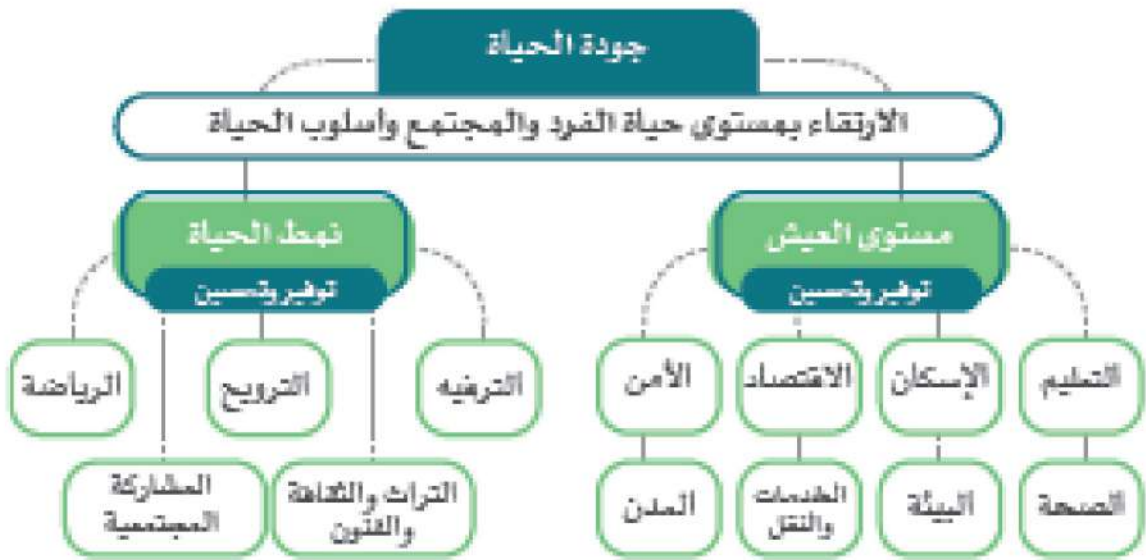 جودة الحياة
الارتقاء بمستوى حياة الفرد والمجتمع وأسلوب الحياة
مستوى العيش
توفير وتحسين
التعليم
الإسكان
الاقتصاد
الأمن
الصحة
البيئة
الخدمات
والنقل
المدن
نمط الحياة
توفير وتحسين
الترفيه
الترويح
الرياضة
التراث والثقافة
والفنون
المشاركة
المجتمعية